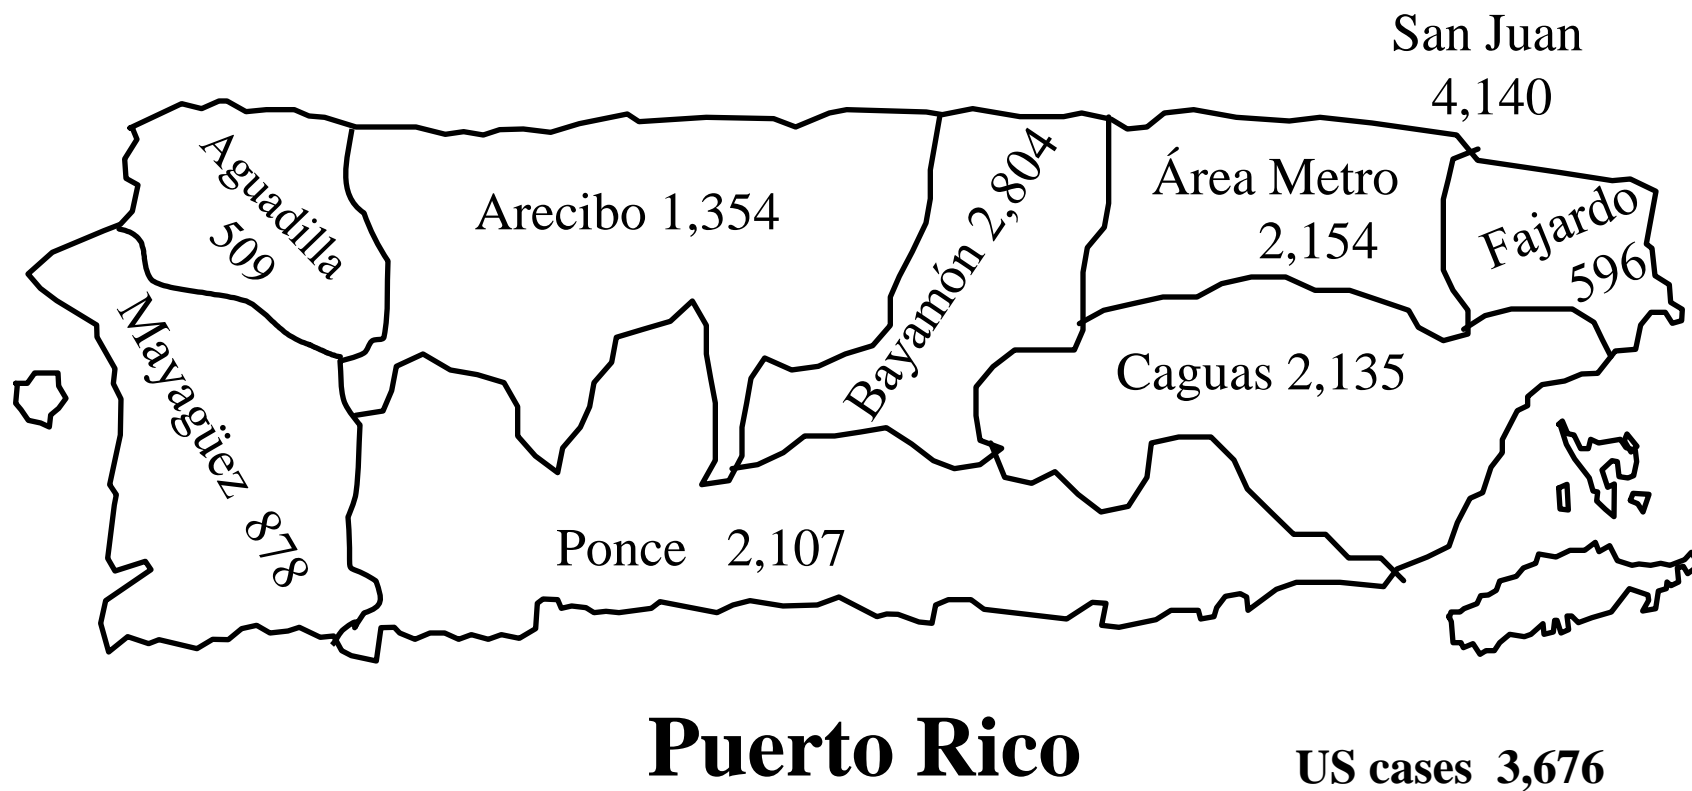 San Juan
4,140
Aguadilla
509
Arecibo 1,354
Bayamón 2,804
Área Metro
2,154
Fajardo
596
Mayagüez 878
Caguas 2,135
Ponce 2,107
Puerto Rico
US cases 3,676